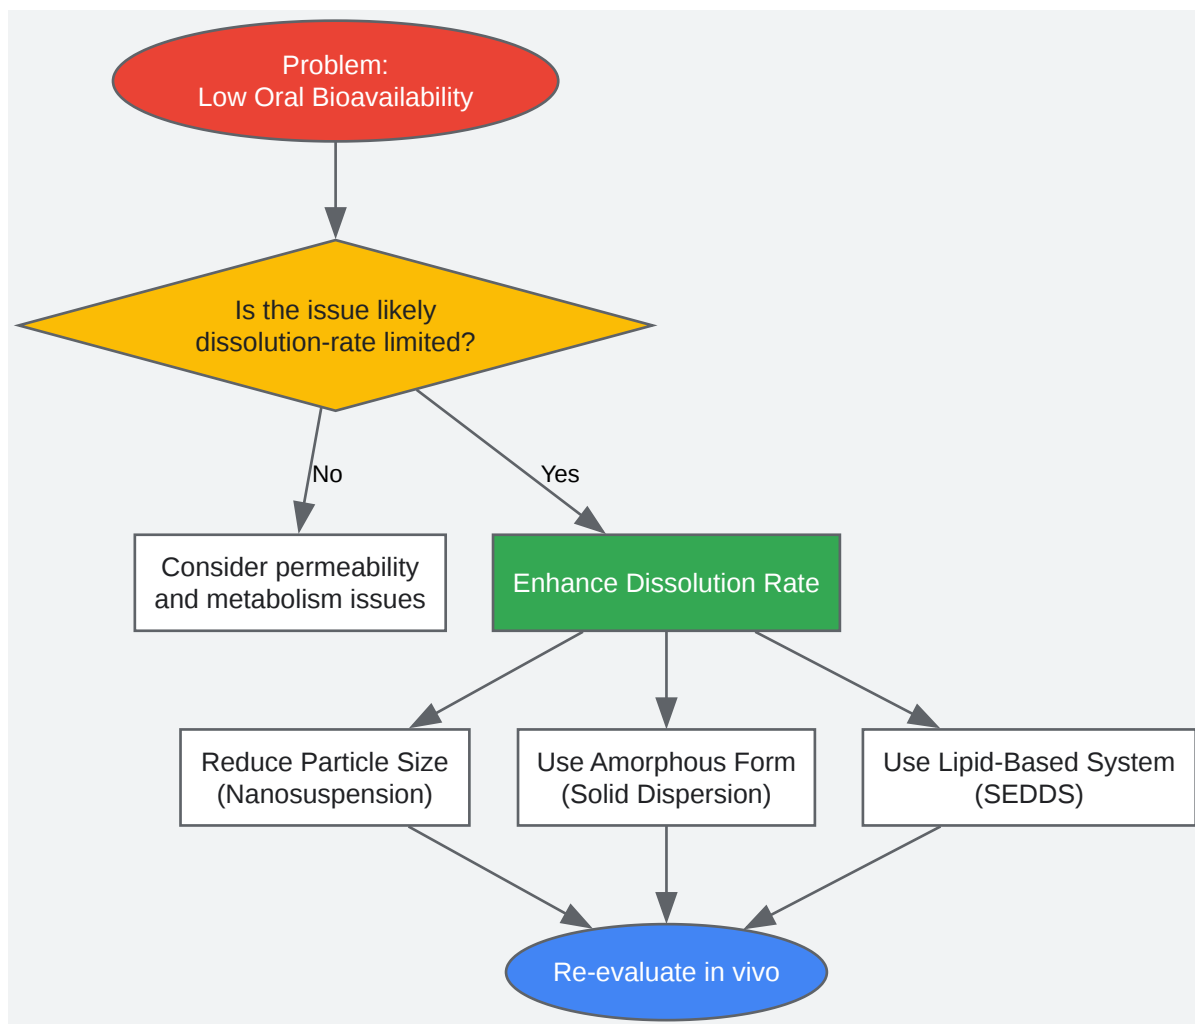 Problem:
Low Oral Bioavailability
Is the issue likely
dissolution-rate limited?
No
Yes
Consider permeability
and metabolism issues
Enhance Dissolution Rate
Reduce Particle Size
(Nanosuspension)
Use Amorphous Form
(Solid Dispersion)
Use Lipid-Based System
(SEDDS)
Re-evaluate in vivo